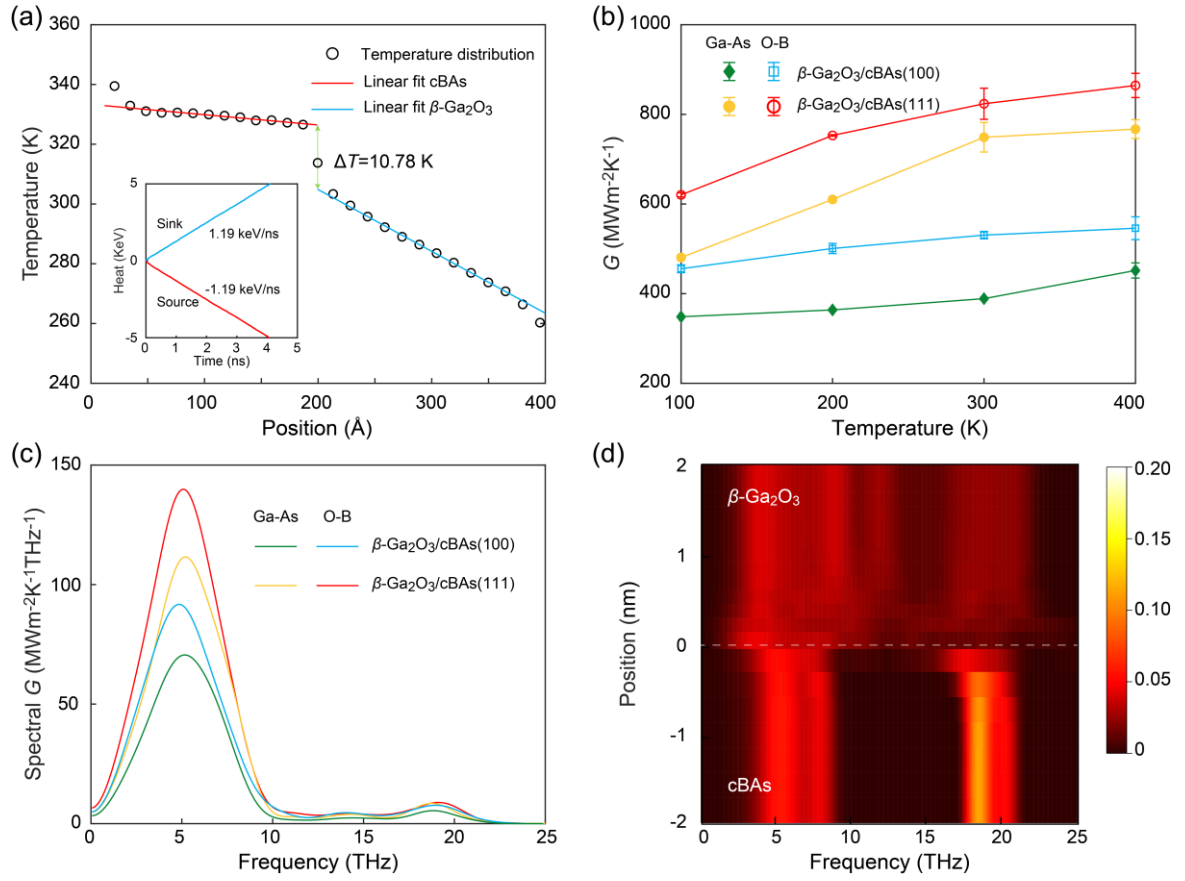 (a)
360
340
320
300
280
260
240
Temperature (K)
0
100
200
300
400
Position (Å)
Temperature distribution
Linear fit cBAs
Linear fit β-Ga₂O₃
ΔT=10.78 K
5
0
-5
Heat (KeV)
Sink
1.19 keV/ns
-1.19 keV/ns
Source
0 1 2 3 4 5
Time (ns)
(b)
1000
800
600
400
200
G (MWm⁻²K⁻¹)
100
200
300
400
Temperature (K)
Ga-As O-B
β-Ga₂O₃/cBAs(100)
β-Ga₂O₃/cBAs(111)
(c)
150
100
50
0
Spectral G (MWm⁻²K⁻¹THz⁻¹)
0 5 10 15 20 25
Frequency (THz)
Ga-As O-B
β-Ga₂O₃/cBAs(100)
β-Ga₂O₃/cBAs(111)
(d)
2
1
0
-1
-2
Position (nm)
β-Ga₂O₃
cBAs
0 5 10 15 20 25
Frequency (THz)
0.20
0.15
0.10
0.05
0